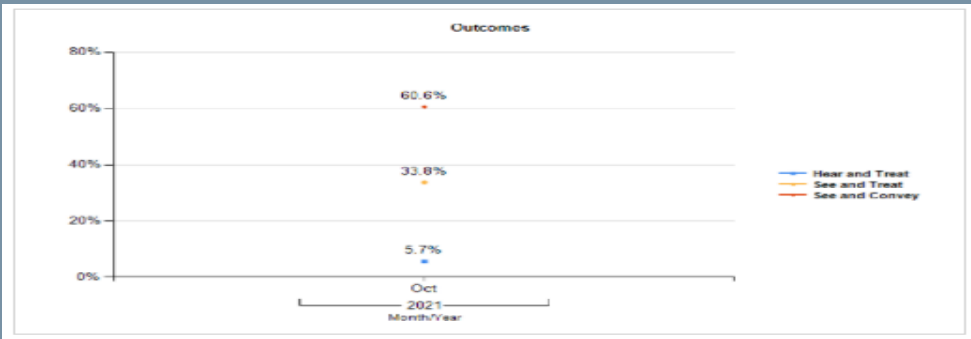 Outcomes
80%
60.6%
60%
40%
33.8%
Hear and Treat
See and Treat
See and Convey
20%
5.7%
0%
Oct
2021
Month/Year